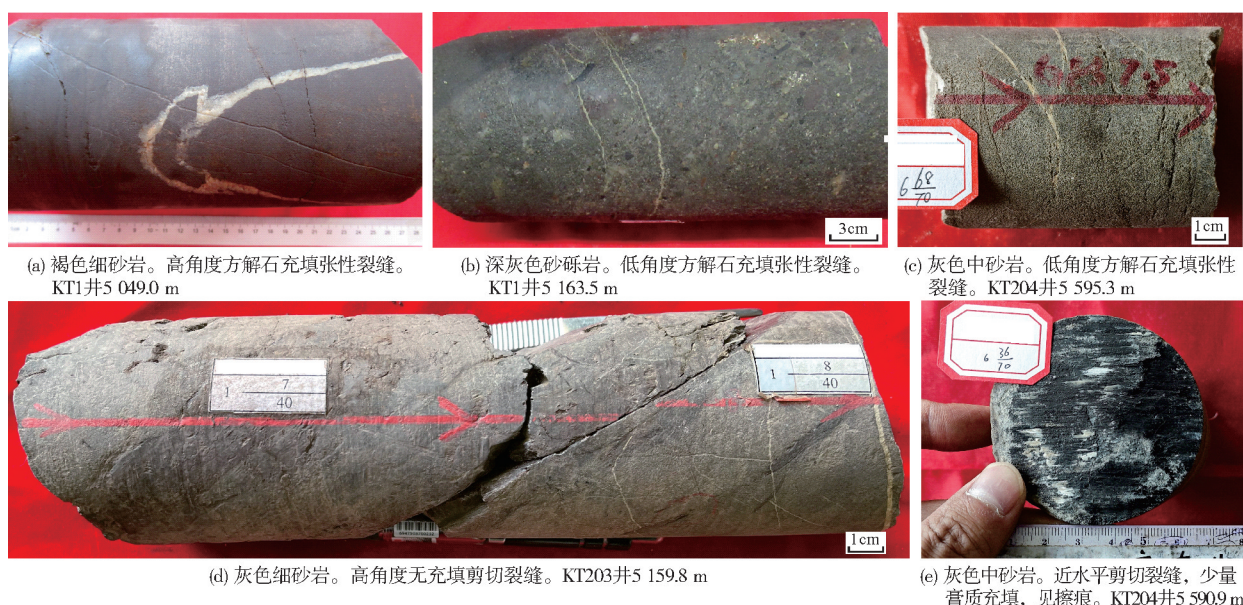 3cm
6 68
70
1cm
(a) 褐色细砂岩。高角度方解石充填张性裂缝。
KT1井5 049.0 m
(b) 深灰色砂砾岩。低角度方解石充填张性裂缝。
KT1井5 163.5 m
(c) 灰色中砂岩。低角度方解石充填张性
裂缝。KT204井5 595.3 m
1
7
40
1
8
40
1cm
(d) 灰色细砂岩。高角度无充填剪切裂缝。KT203井5 159.8 m
6 36
70
(e) 灰色中砂岩。近水平剪切裂缝，少量
膏质充填，见擦痕。KT204井5 590.9 m